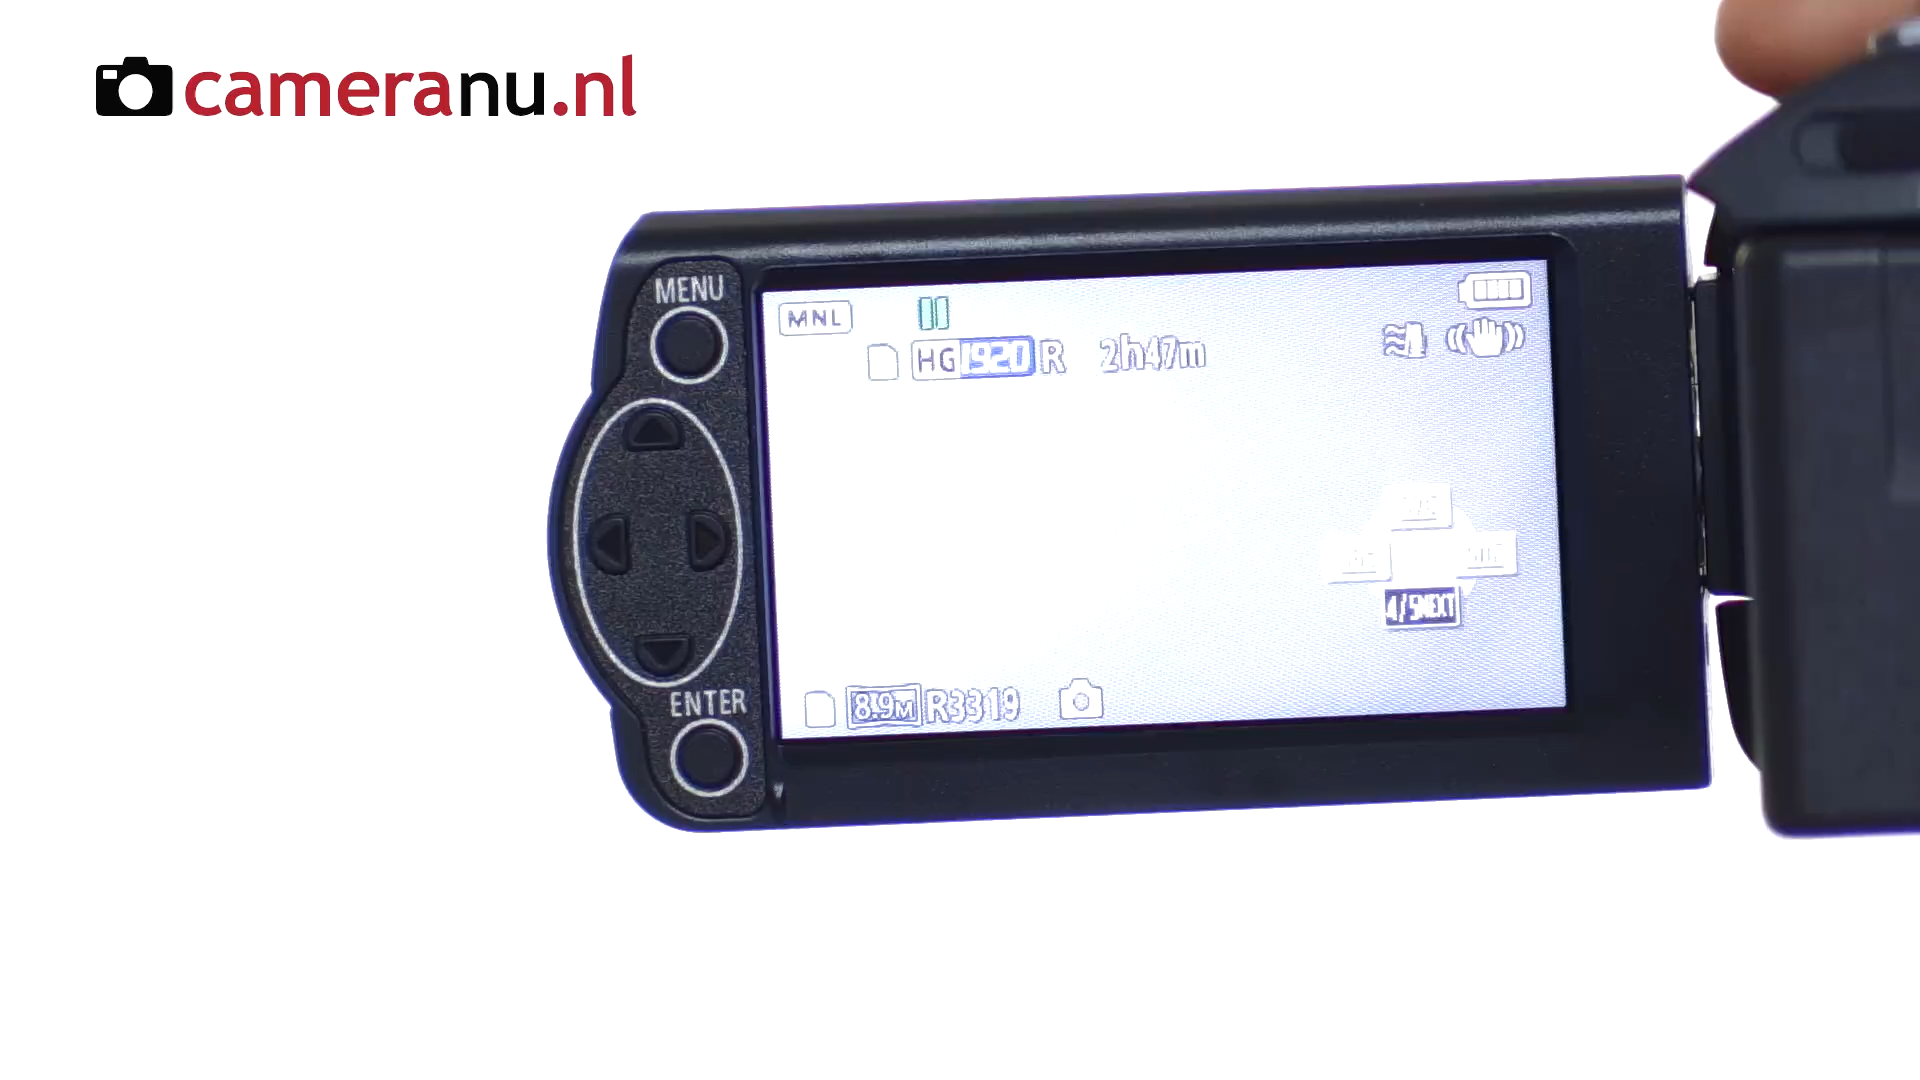 cameranu.nl
MENU
MNL
HG 1920 R 2h47m
4/5NEXT
ENTER
8.9M R3319